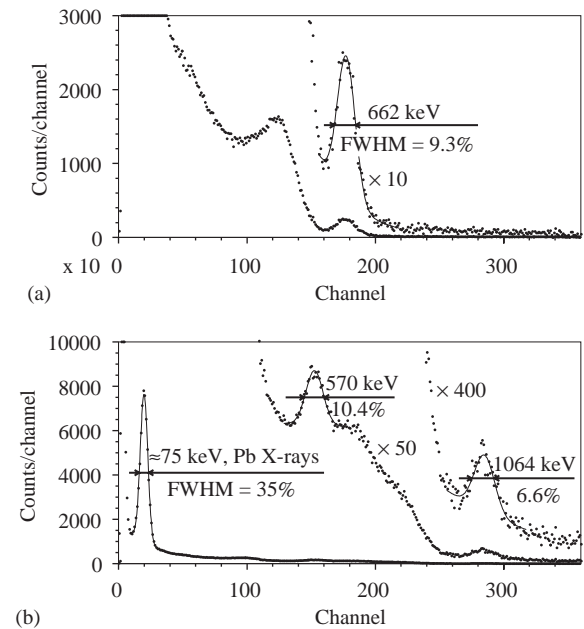 3000
2000
1000
0
Counts/channel
662 keV
FWHM = 9.3%
× 10
x 10
0
100
200
300
Channel
(a)
10000
8000
6000
4000
2000
0
Counts/channel
570 keV
10.4%
× 400
× 50
≈75 keV, Pb X-rays
FWHM = 35%
1064 keV
6.6%
0
100
200
300
Channel
(b)